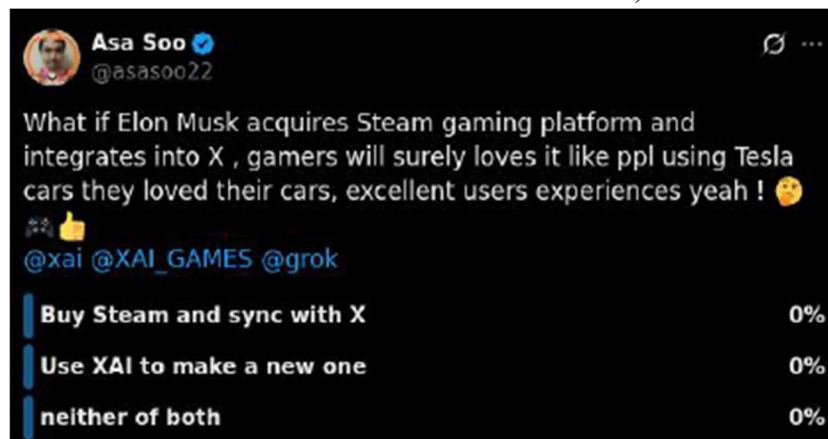 Asa Soo
@asasoo22
What if Elon Musk acquires Steam gaming platform and
integrates into X , gamers will surely loves it like ppl using Tesla
cars they loved their cars, excellent users experiences yeah ! 🤔
🎮👍
@xai @XAI_GAMES @grok
Buy Steam and sync with X 0%
Use XAI to make a new one 0%
neither of both 0%